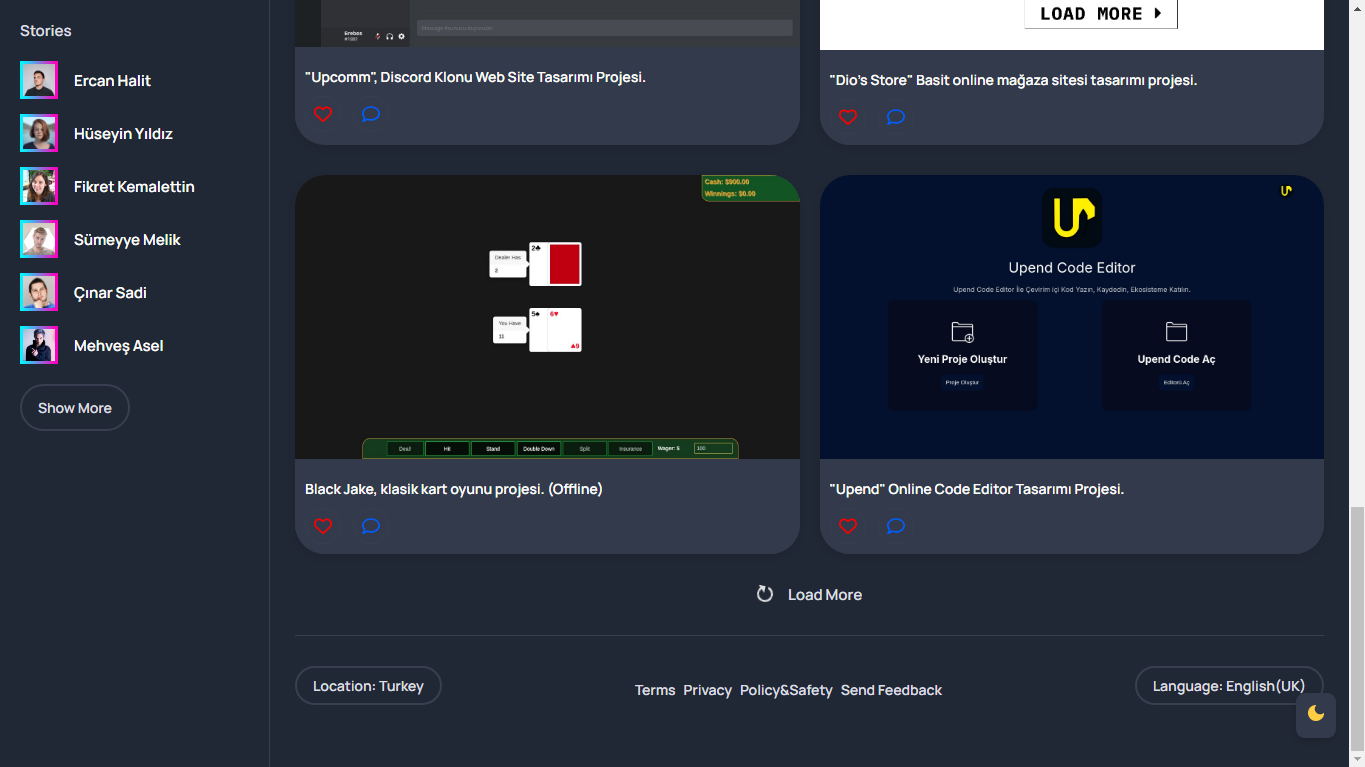 Stories
Ercan Halit
Hüseyin Yıldız
Fikret Kemalettin
Sümeyye Melik
Çınar Sadi
Mehveş Asel
Show More
Erebos
"Upcomm", Discord Klonu Web Site Tasarımı Projesi.
LOAD MORE
"Dio's Store" Basit online mağaza sitesi tasarımı projesi.
Cash: $900.00
Winnings: $0.00
Dealer Has
2
2♣
You Have
11
5♠
6♥
6♥
Deal!
Hit
Stand
Double Down
Split
Insurance
Wager: $
100
Black Jake, klasik kart oyunu projesi. (Offline)
Upend Code Editor
Upend Code Editor İle Çevirim içi Kod Yazın, Kaydedin, Ekosisteme Katılın.
Yeni Proje Oluştur
Proje Oluştur
Upend Code Aç
Editörü Aç
"Upend" Online Code Editor Tasarımı Projesi.
Load More
Location: Turkey
Terms Privacy Policy&Safety Send Feedback
Language: English(UK)